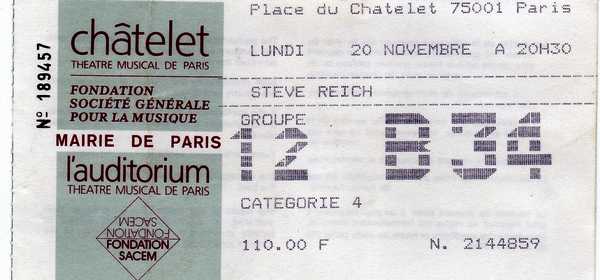 Nº 189457
châtelet
THEATRE MUSICAL DE PARIS
FONDATION
SOCIÉTÉ GÉNÉRALE
POUR LA MUSIQUE
MAIRIE DE PARIS
l'auditorium
THEATRE MUSICAL DE PARIS
FONDATION
SACEM
FONDATION
SACEM
Place du Chatelet 75001 Paris
LUNDI 20 NOVEMBRE A 20H30
STEVE REICH
GROUPE
12 B34
CATEGORIE 4
110.00 F N. 2144859